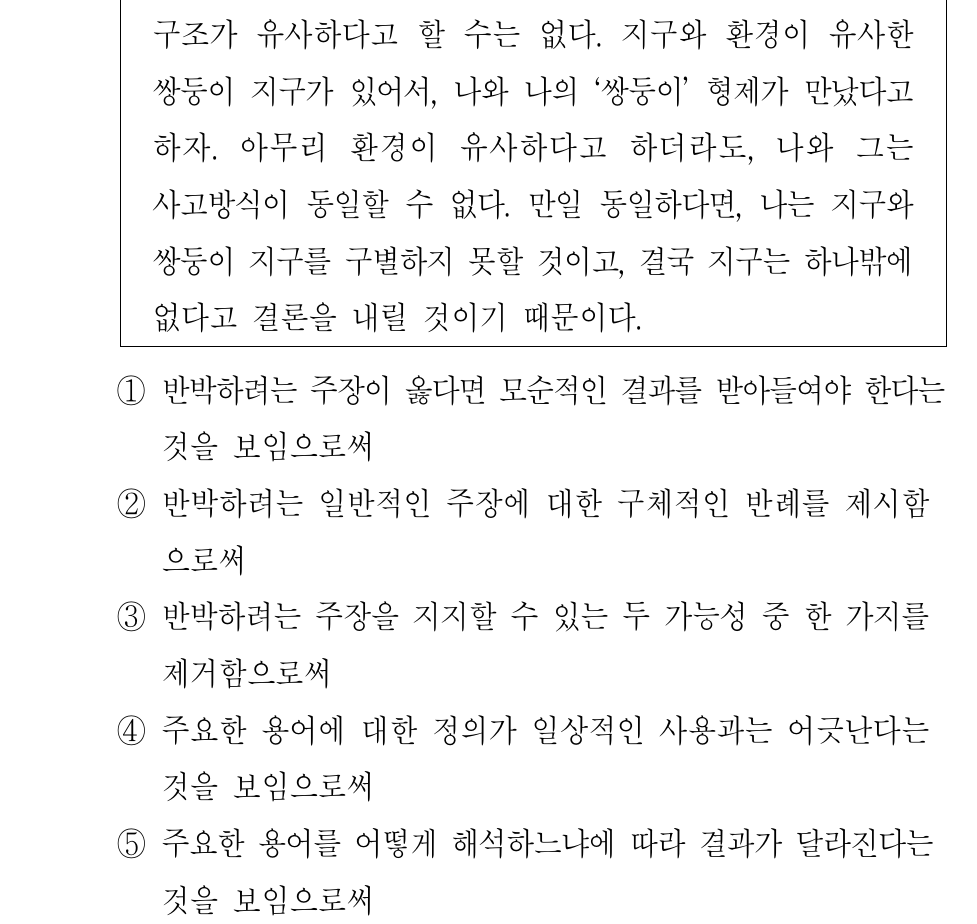 구조가 유사하다고 할 수는 없다. 지구와 환경이 유사한
쌍둥이 지구가 있어서, 나와 나의 ‘쌍둥이’ 형제가 만났다고
하자. 아무리 환경이 유사하다고 하더라도, 나와 그는
사고방식이 동일할 수 없다. 만일 동일하다면, 나는 지구와
쌍둥이 지구를 구별하지 못할 것이고, 결국 지구는 하나밖에
없다고 결론을 내릴 것이기 때문이다.
① 반박하려는 주장이 옳다면 모순적인 결과를 받아들여야 한다는
것을 보임으로써
② 반박하려는 일반적인 주장에 대한 구체적인 반례를 제시함
으로써
③ 반박하려는 주장을 지지할 수 있는 두 가능성 중 한 가지를
제거함으로써
④ 주요한 용어에 대한 정의가 일상적인 사용과는 어긋난다는
것을 보임으로써
⑤ 주요한 용어를 어떻게 해석하느냐에 따라 결과가 달라진다는
것을 보임으로써